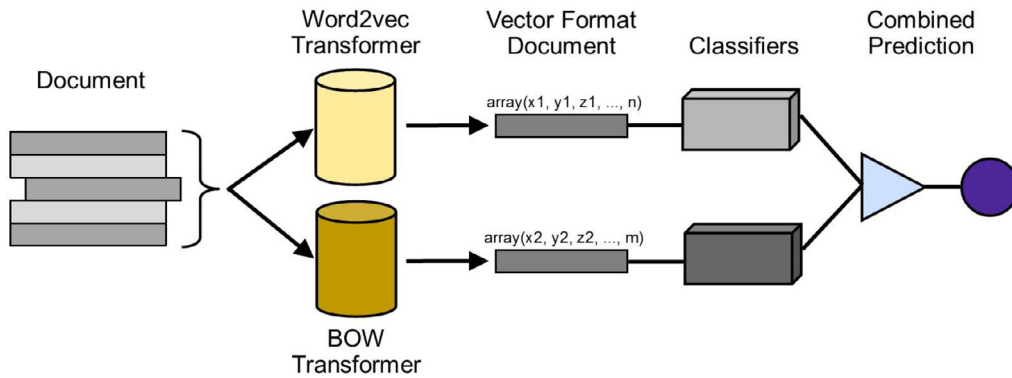 Document
Word2vec
Transformer
Vector Format
Document
Classifiers
Combined
Prediction
array(x1, y1, z1, ..., n)
array(x2, y2, z2, ..., m)
BOW
Transformer